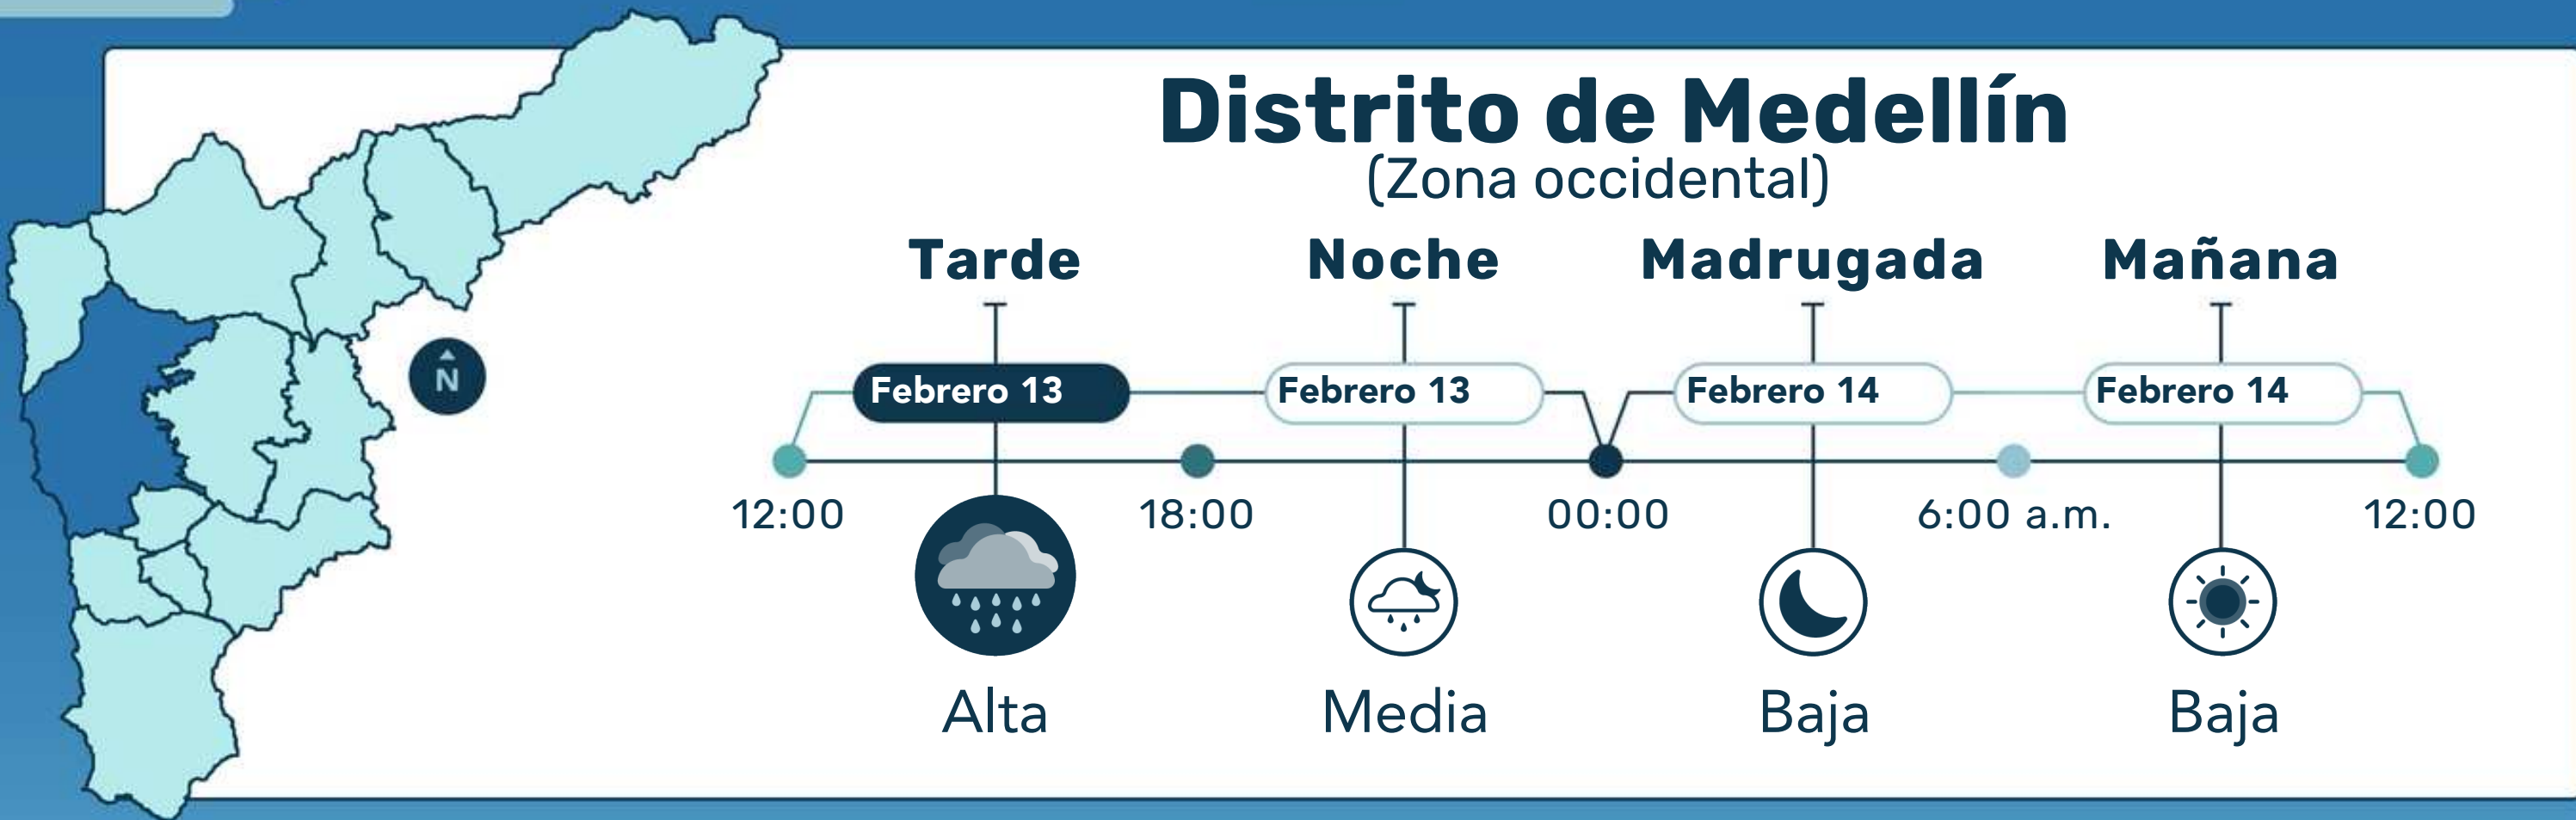 Distrito de Medellín
(Zona occidental)
Tarde Noche Madrugada Mañana
Febrero 13 Febrero 13 Febrero 14 Febrero 14
N
12:00 18:00 00:00 6:00 a.m. 12:00
Alta Media Baja Baja